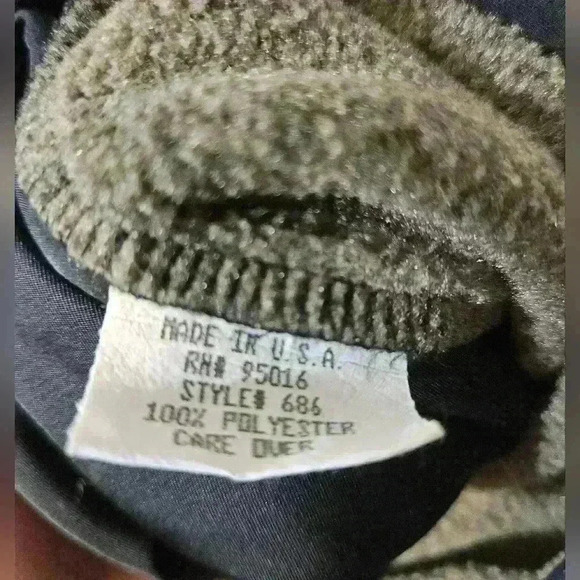 MADE IN U.S.A.
RN# 95016
STYLE# 686
100% POLYESTER
CARE OVER